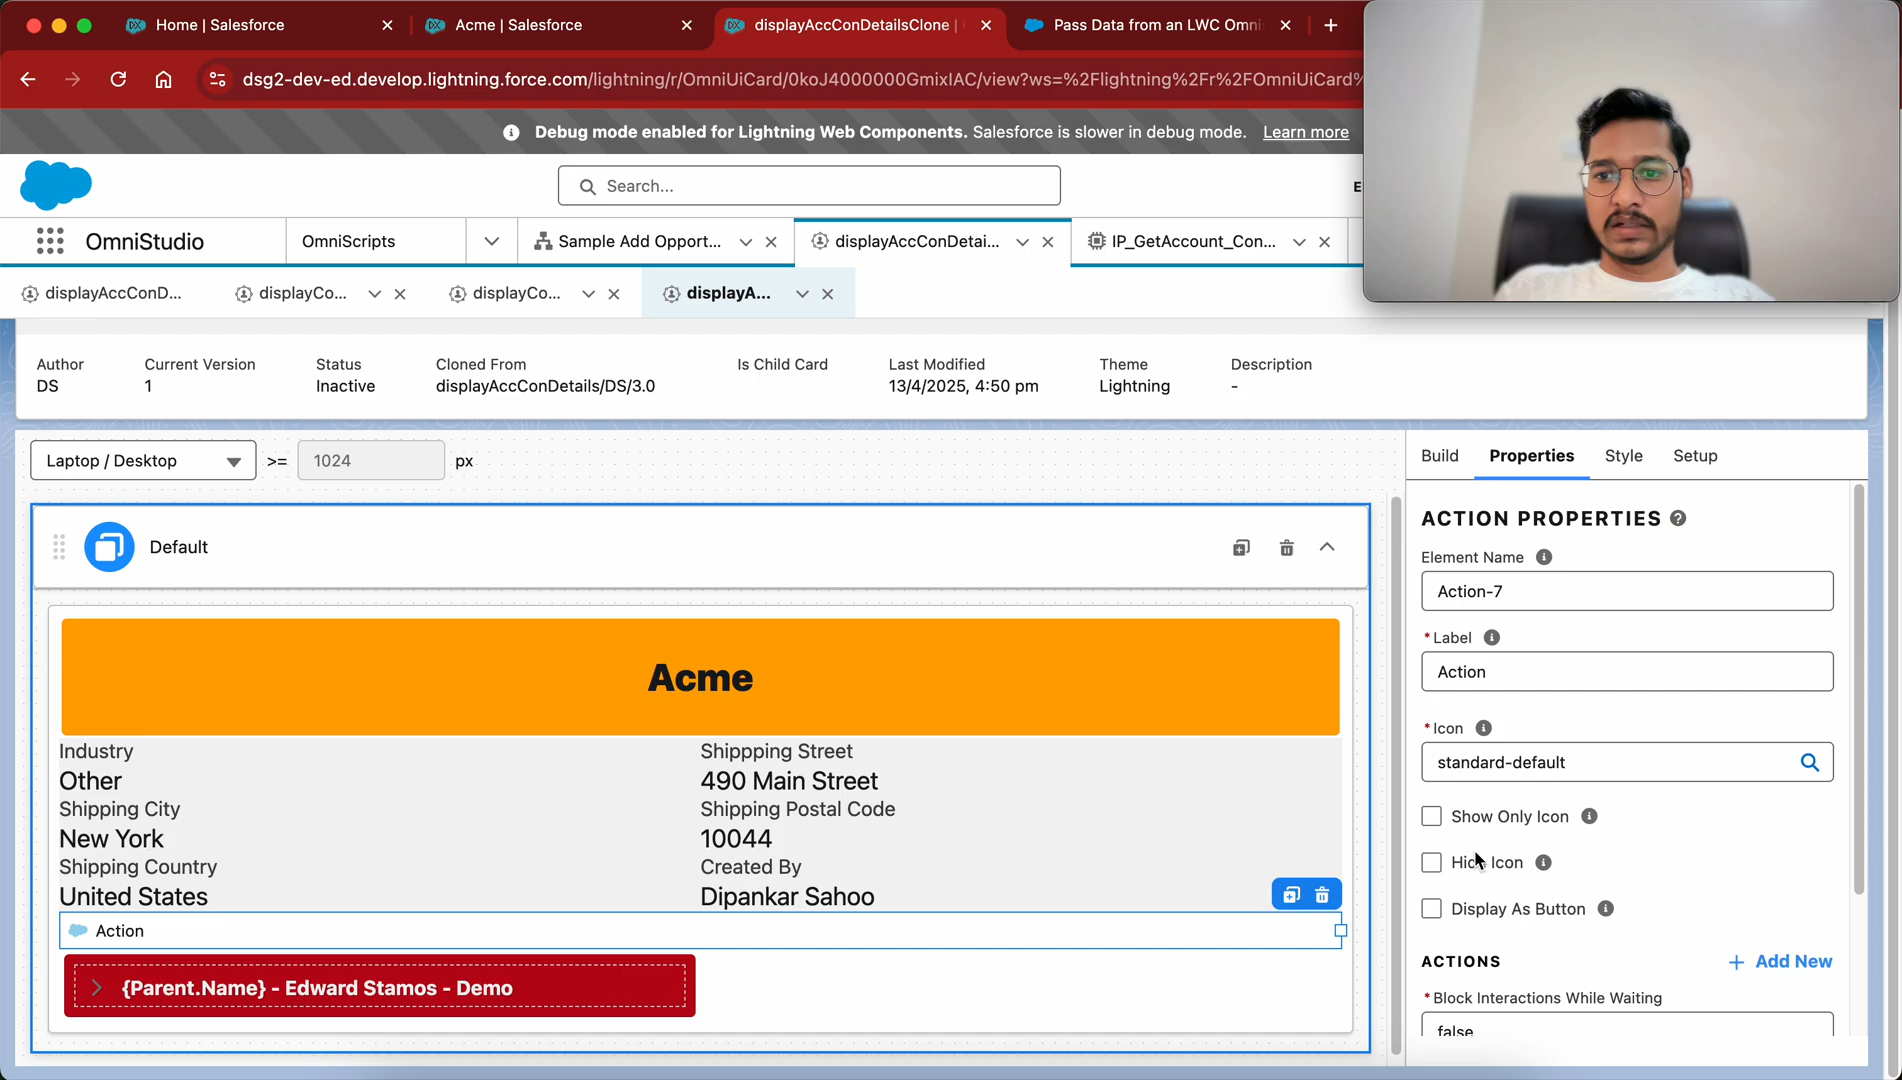 Home | Salesforce
Acme | Salesforce
displayAccConDetailsClone |
Pass Data from an LWC Omni
dsg2-dev-ed.develop.lightning.force.com/lightning/r/OmniUiCard/0koJ4000000GmixIAC/view?ws=%2Flightning%2Fr%2FOmniUiCard%
Debug mode enabled for Lightning Web Components. Salesforce is slower in debug mode. Learn more
Search...
E
OmniStudio
OmniScripts
Sample Add Opport...
displayAccConDetai...
IP_GetAccount_Con...
displayAccConD...
displayCo...
displayCo...
displayA...
Author
Current Version
Status
Cloned From
Is Child Card
Last Modified
Theme
Description
DS
1
Inactive
displayAccConDetails/DS/3.0
13/4/2025, 4:50 pm
Lightning
-
Laptop / Desktop
>=
1024
px
Build
Properties
Style
Setup
Default
Acme
Industry
Other
Shippping Street
490 Main Street
Shipping City
New York
Shipping Postal Code
10044
Shipping Country
United States
Created By
Dipankar Sahoo
Action
{Parent.Name} - Edward Stamos - Demo
ACTION PROPERTIES
Element Name
Action-7
*Label
Action
*Icon
standard-default
Show Only Icon
Hide Icon
Display As Button
ACTIONS
+ Add New
*Block Interactions While Waiting
false